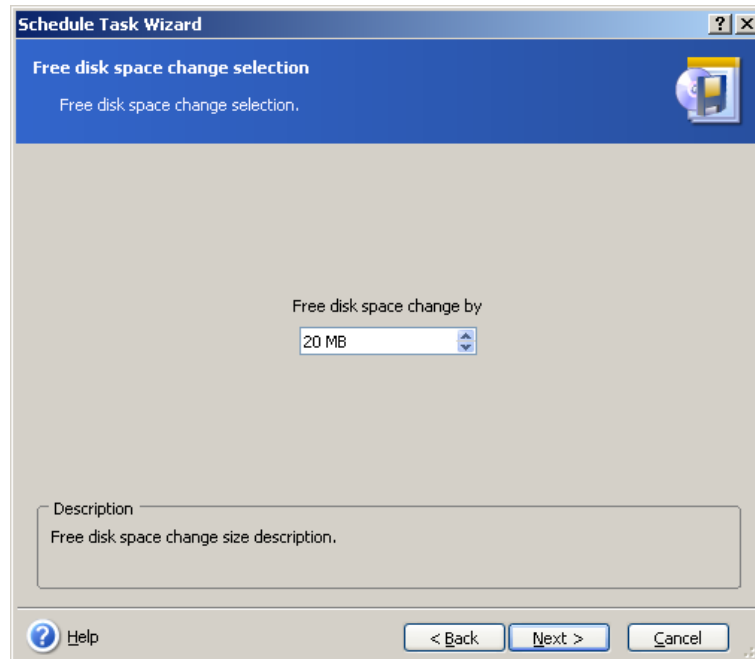 Schedule Task Wizard
Free disk space change selection
Free disk space change selection.
Free disk space change by
20 MB
Description
Free disk space change size description.
Help
< Back
Next >
Cancel